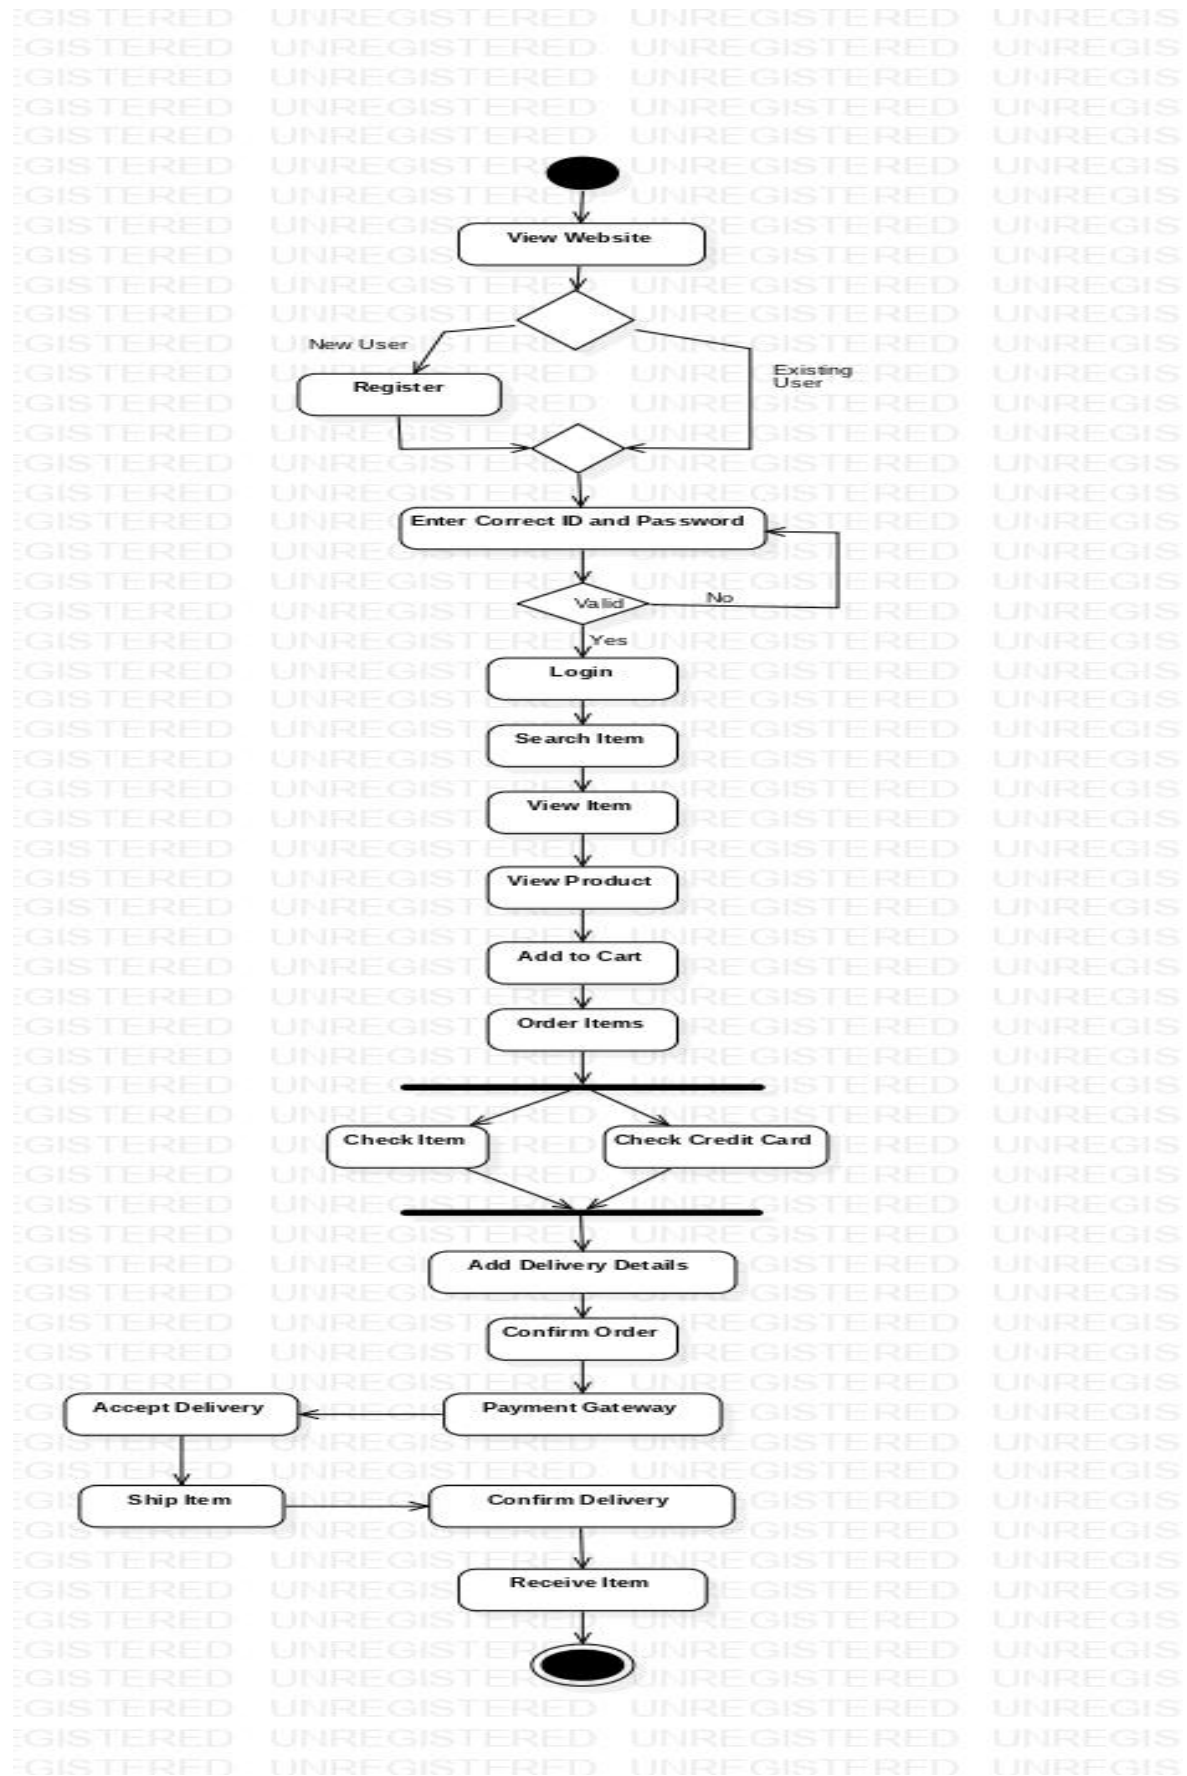 View Website
New User
Existing
User
Register
Enter Correct ID and Password
Valid
No
Yes
Login
Search Item
View Item
View Product
Add to Cart
Order Items
Check Item
Check Credit Card
Add Delivery Details
Confirm Order
Accept Delivery
Payment Gateway
Ship Item
Confirm Delivery
Receive Item